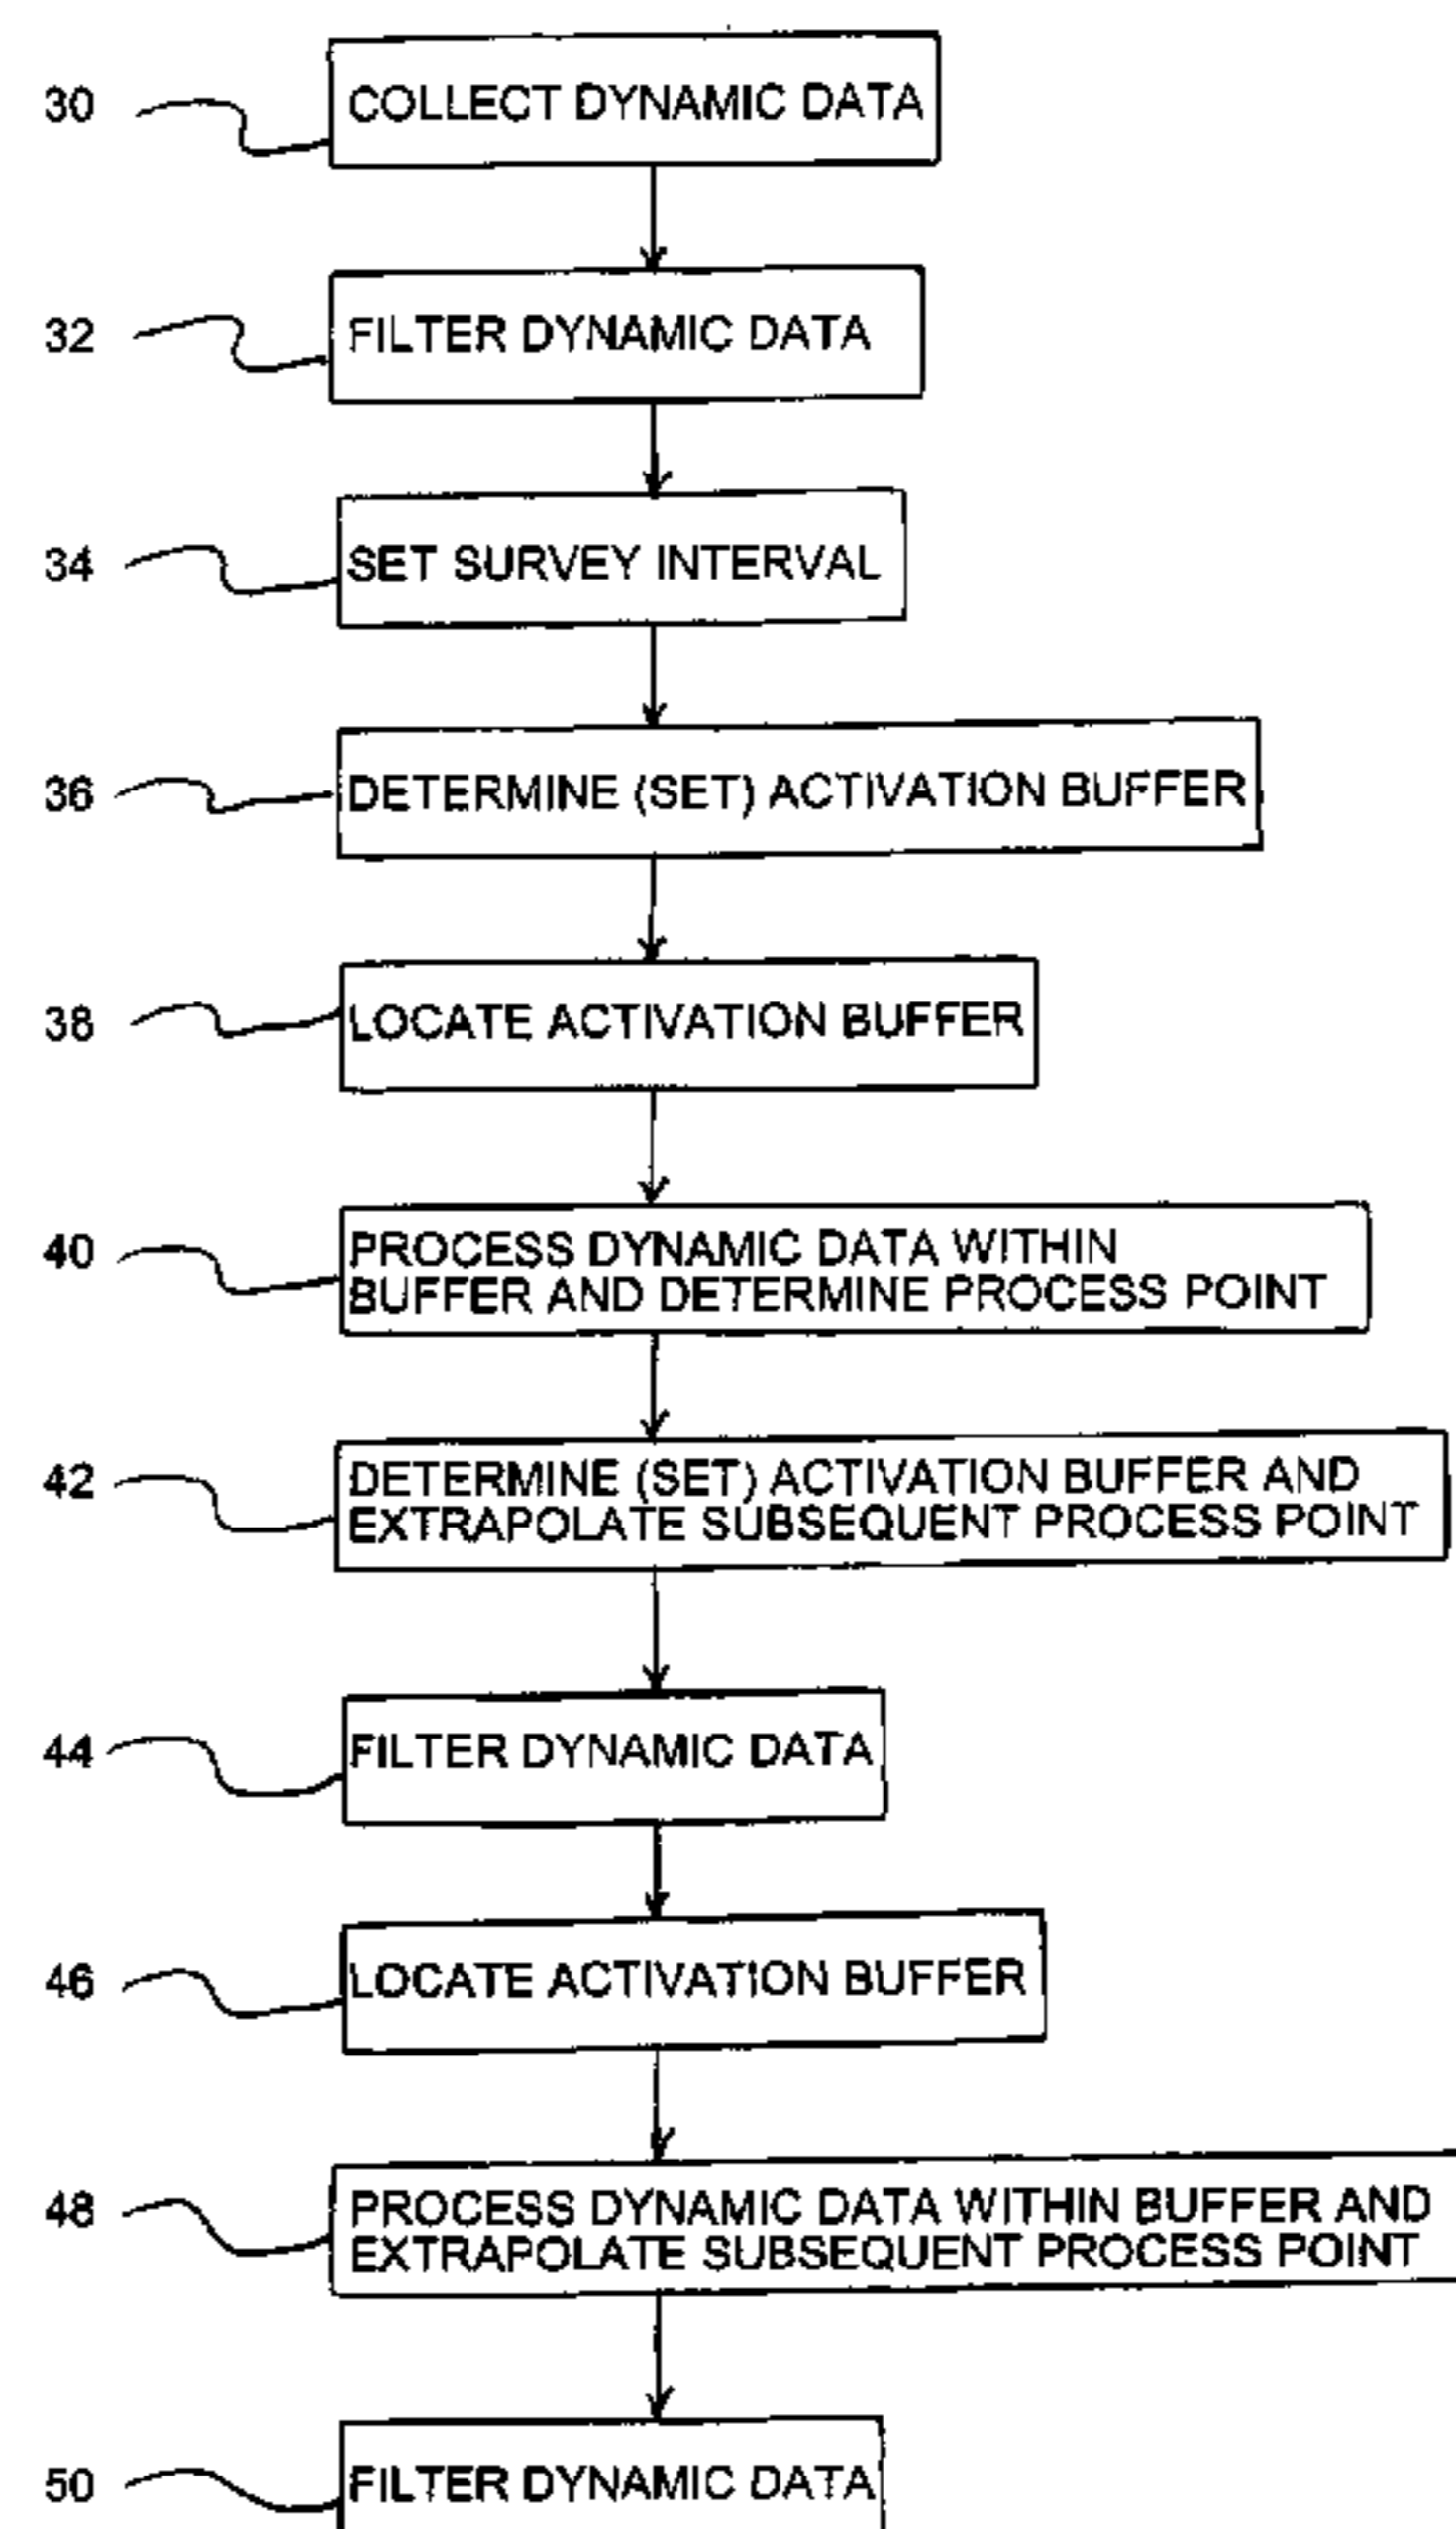 30 COLLECT DYNAMIC DATA
32 FILTER DYNAMIC DATA
34 SET SURVEY INTERVAL
36 DETERMINE (SET) ACTIVATION BUFFER
38 LOCATE ACTIVATION BUFFER
40 PROCESS DYNAMIC DATA WITHIN
BUFFER AND DETERMINE PROCESS POINT
42 DETERMINE (SET) ACTIVATION BUFFER AND
EXTRAPOLATE SUBSEQUENT PROCESS POINT
44 FILTER DYNAMIC DATA
46 LOCATE ACTIVATION BUFFER
48 PROCESS DYNAMIC DATA WITHIN BUFFER AND
EXTRAPOLATE SUBSEQUENT PROCESS POINT
50 FILTER DYNAMIC DATA